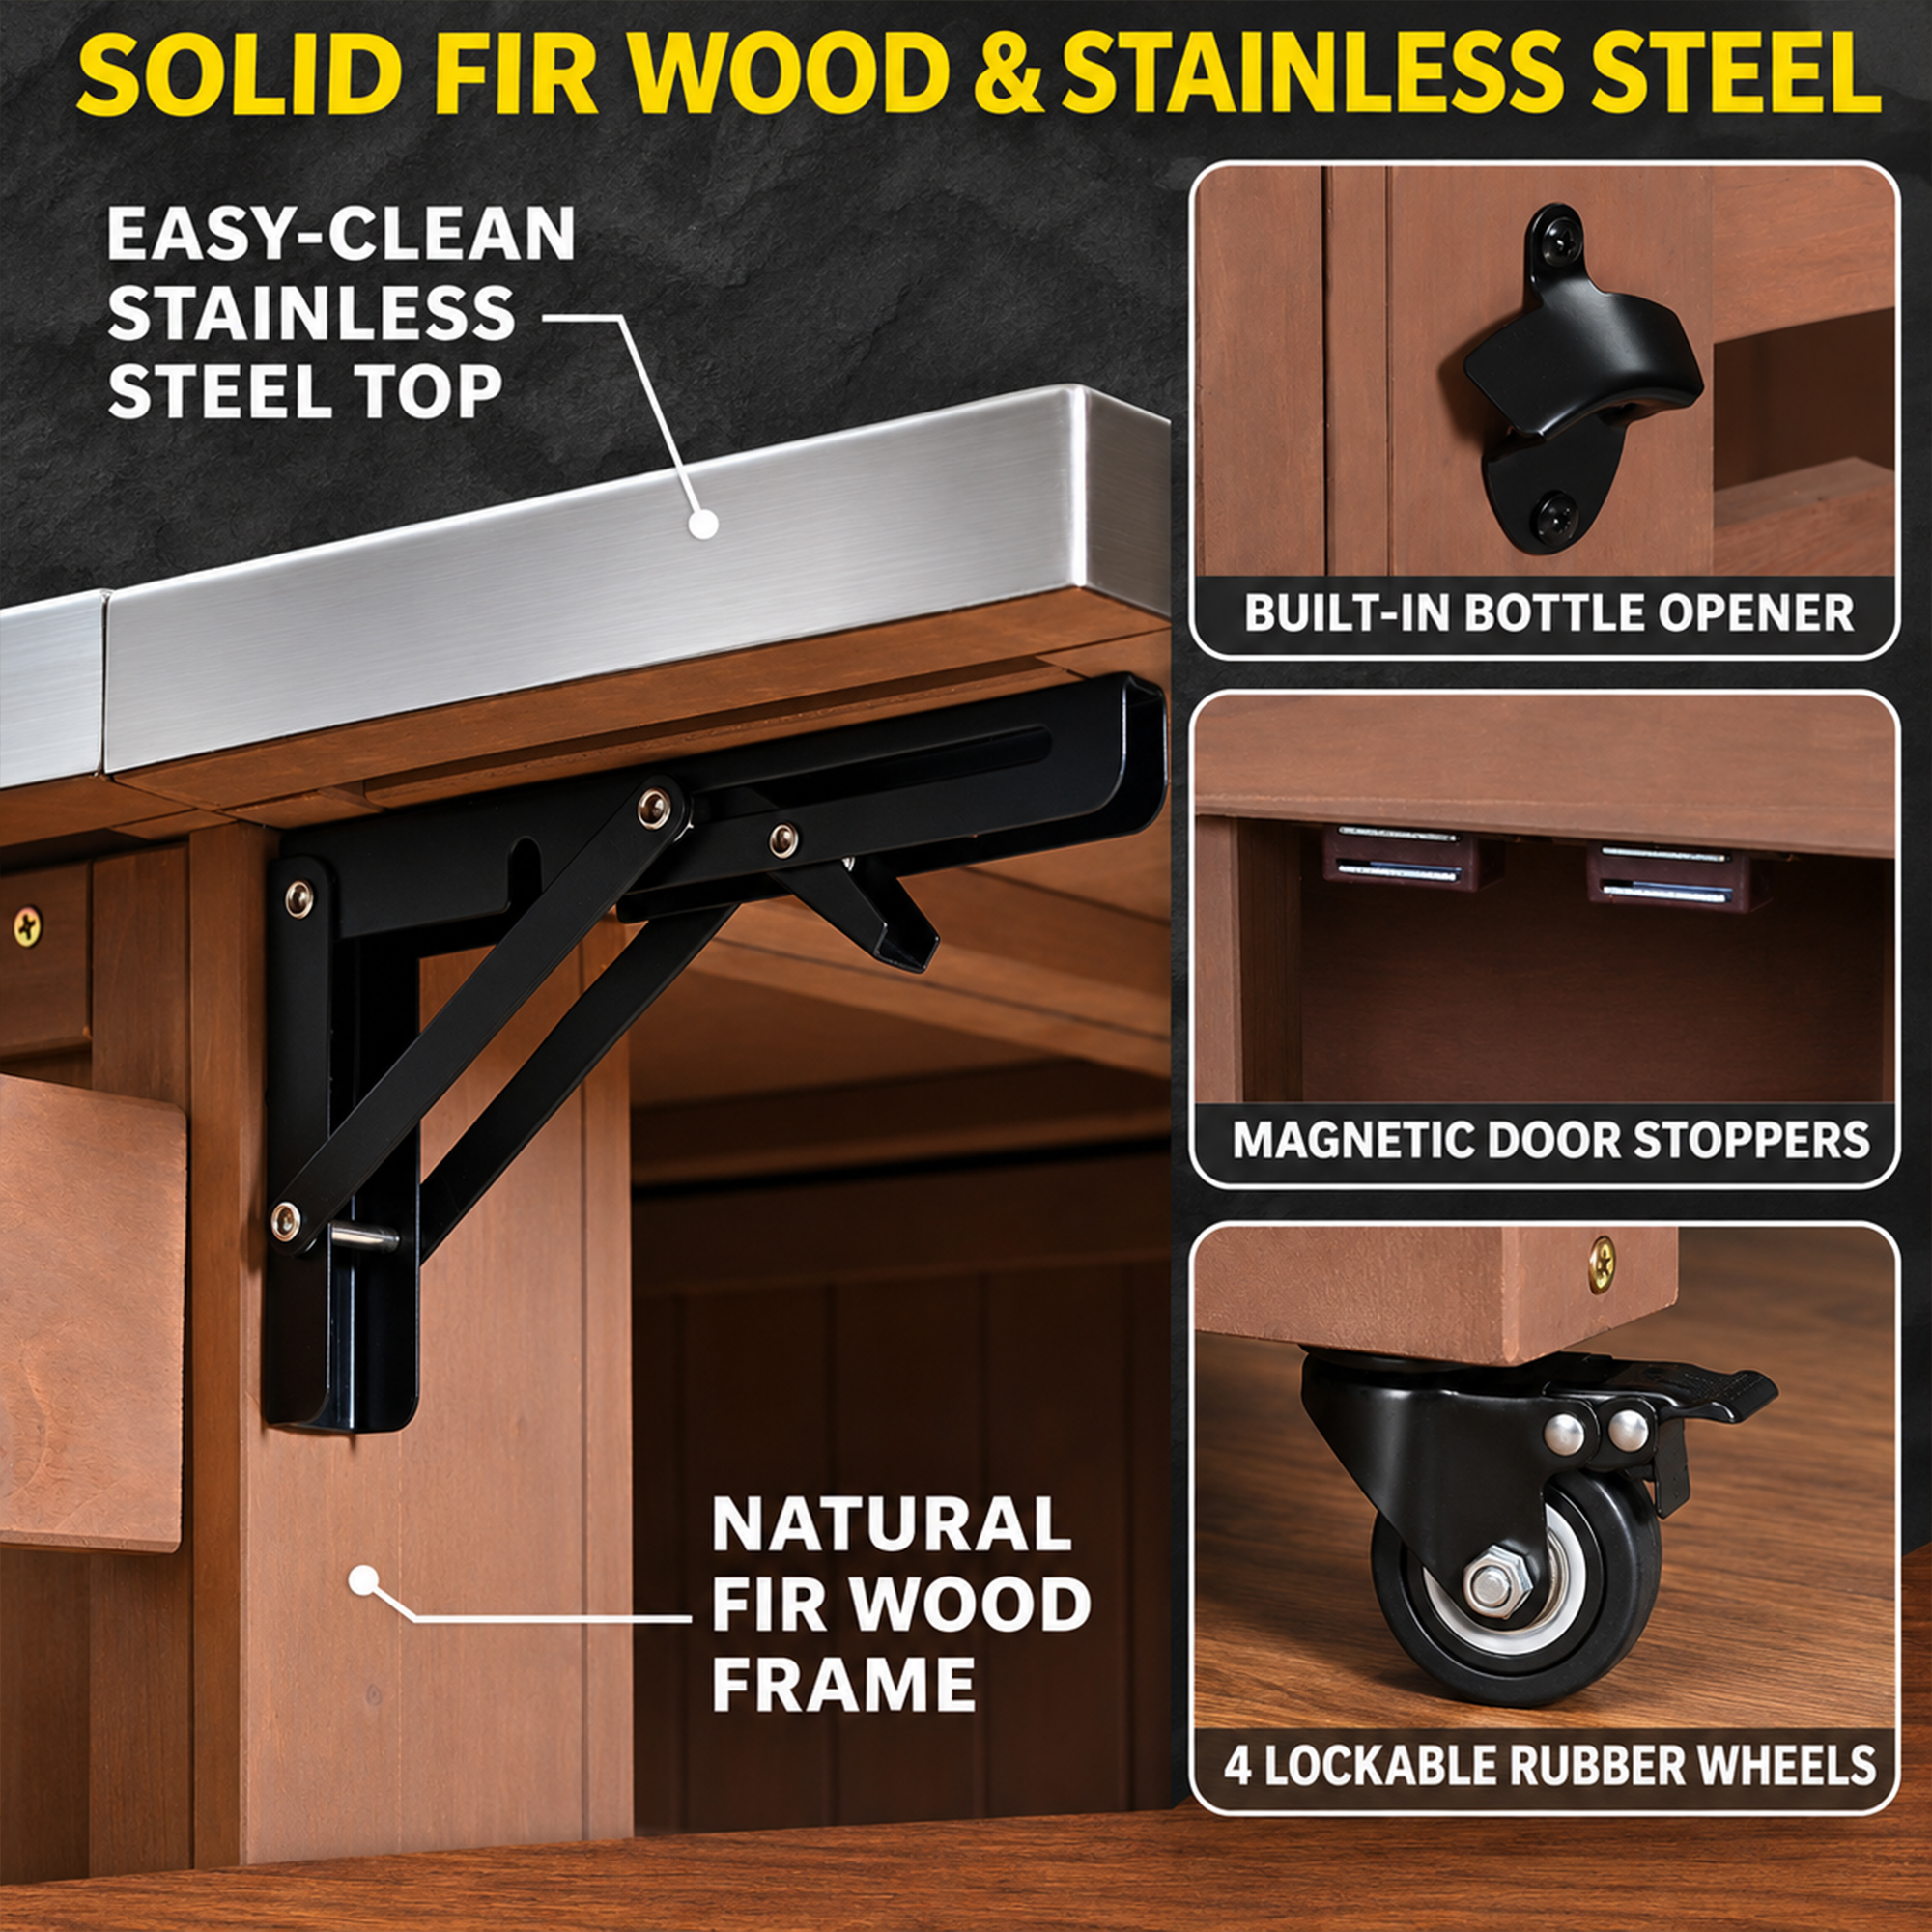 SOLID FIR WOOD & STAINLESS STEEL
EASY-CLEAN
STAINLESS
STEEL TOP
BUILT-IN BOTTLE OPENER
MAGNETIC DOOR STOPPERS
NATURAL
FIR WOOD
FRAME
4 LOCKABLE RUBBER WHEELS